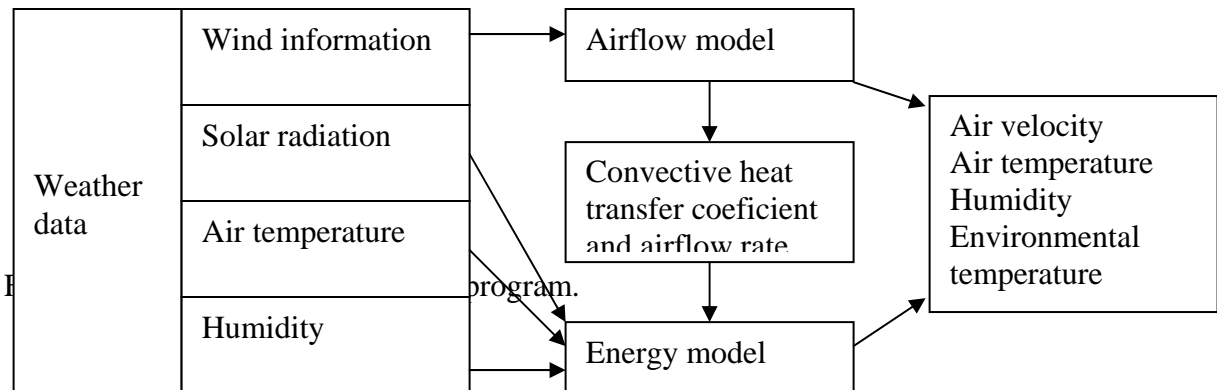 Weather
data
Wind information
Solar radiation
Air temperature
Humidity
Airflow model
Convective heat
transfer coeficient
and airflow rate
Energy model
Air velocity
Air temperature
Humidity
Environmental
temperature
program.